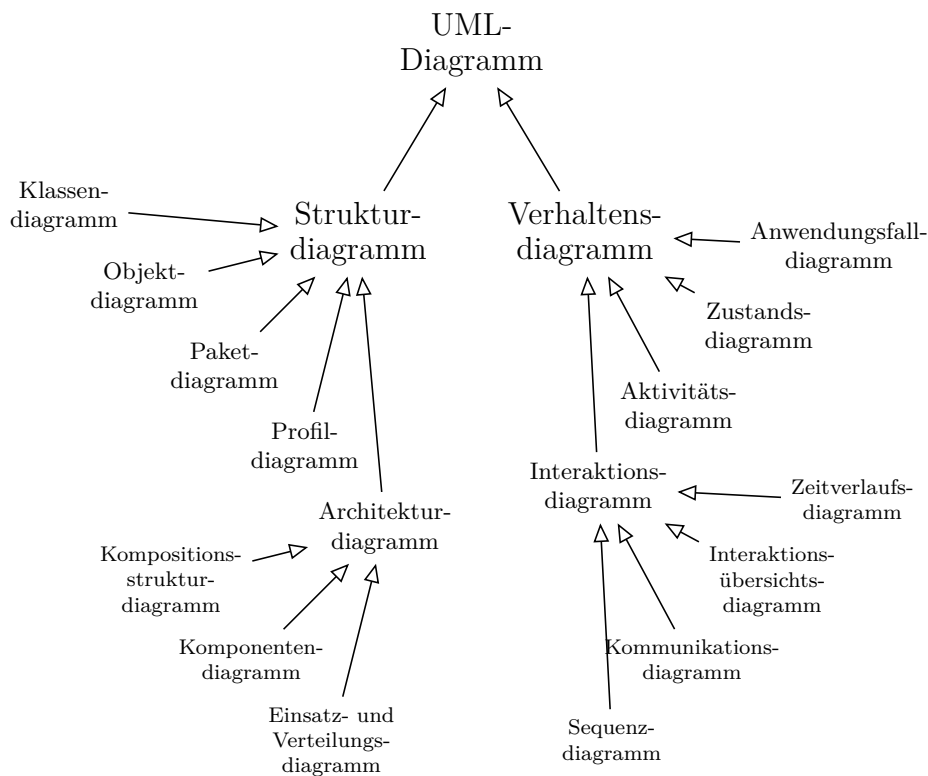 UML-
Diagramm
Klassen-
diagramm
Struktur-
diagramm
Verhaltens-
diagramm
Anwendungsfall-
diagramm
Objekt-
diagramm
Zustands-
diagramm
Paket-
diagramm
Aktivitäts-
diagramm
Profil-
diagramm
Interaktions-
diagramm
Zeitverlaufs-
diagramm
Architektur-
diagramm
Kompositions-
struktur-
diagramm
Interaktions-
übersichts-
diagramm
Komponenten-
diagramm
Kommunikations-
diagramm
Einsatz- und
Verteilungs-
diagramm
Sequenz-
diagramm